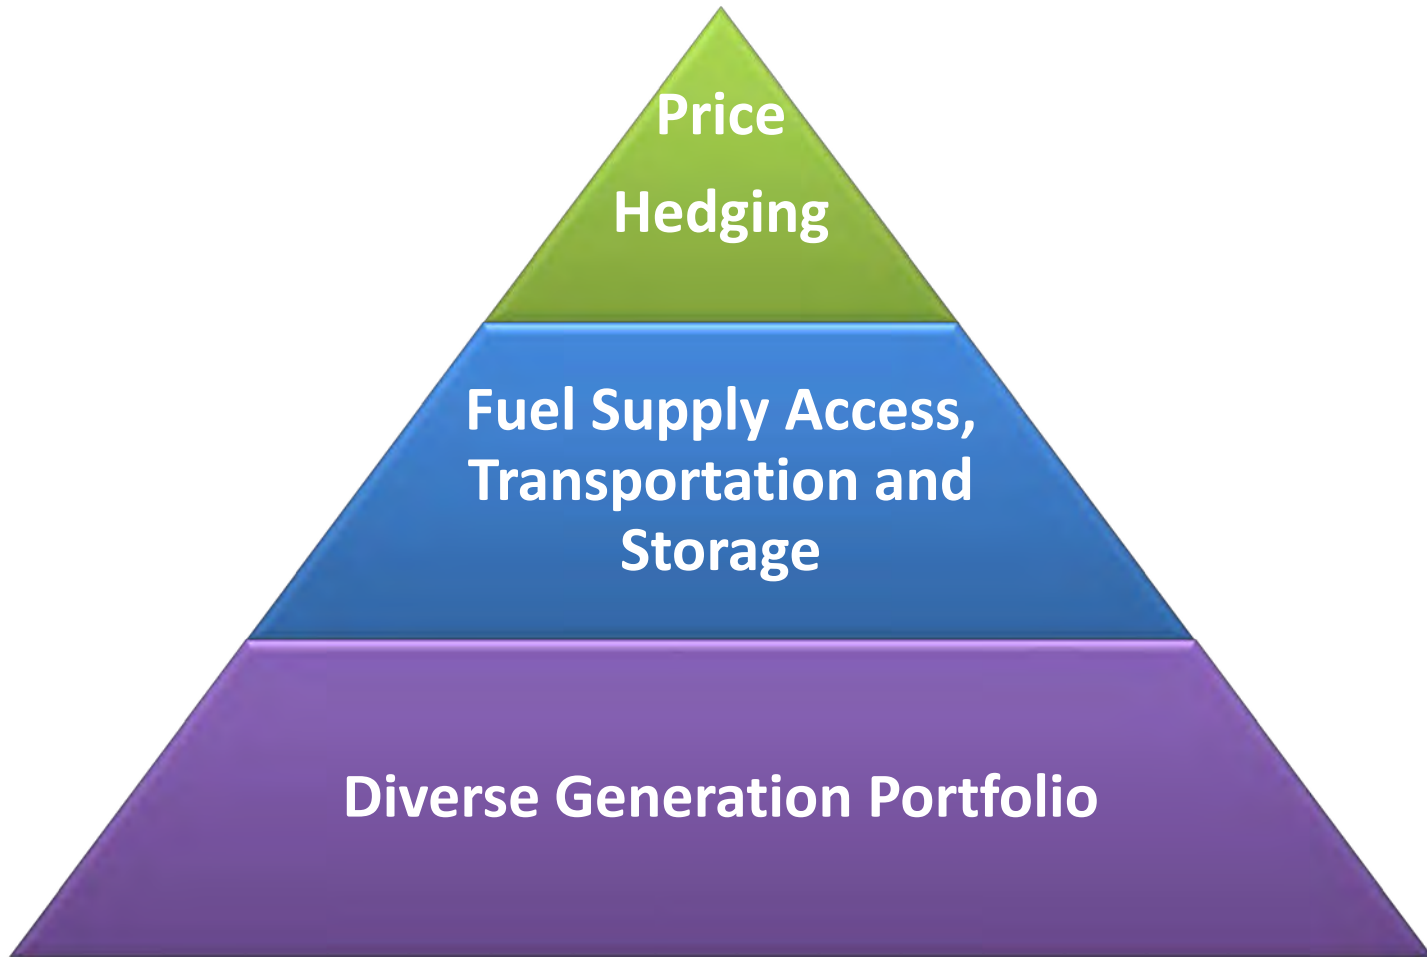 Price
Hedging
Fuel Supply Access,
Transportation and
Storage
Diverse Generation Portfolio